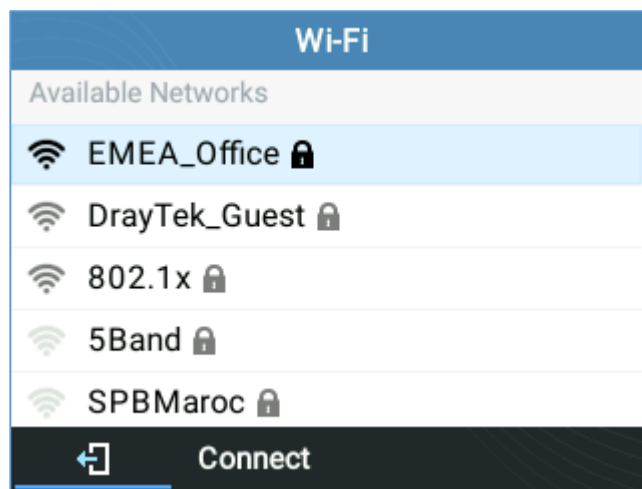 Wi-Fi
Available Networks
EMEA_Office
DrayTek_Guest
802.1x
5Band
SPBMaroc
Connect